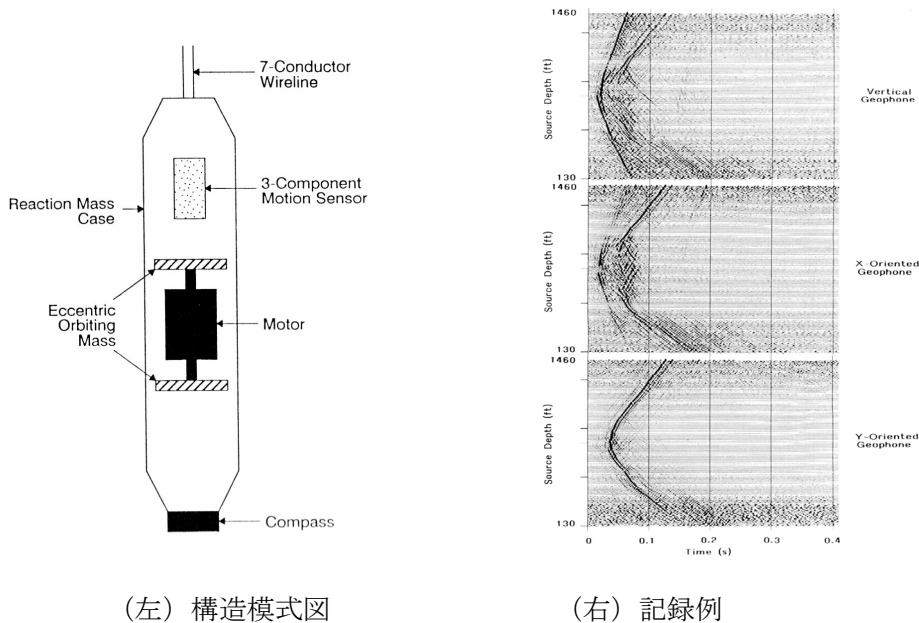 7-Conductor
Wireline
3-Component
Motion Sensor
Reaction Mass
Case
Eccentric
Orbiting
Mass
Motor
Compass
(左)構造模式図
1460
Source Depth (ft)
130
Vertical
Geophone
1460
Source Depth (ft)
130
X-Oriented
Geophone
1460
Source Depth (ft)
130
Y-Oriented
Geophone
0 0.1 0.2 0.3 0.4
Time (s)
(右)記録例